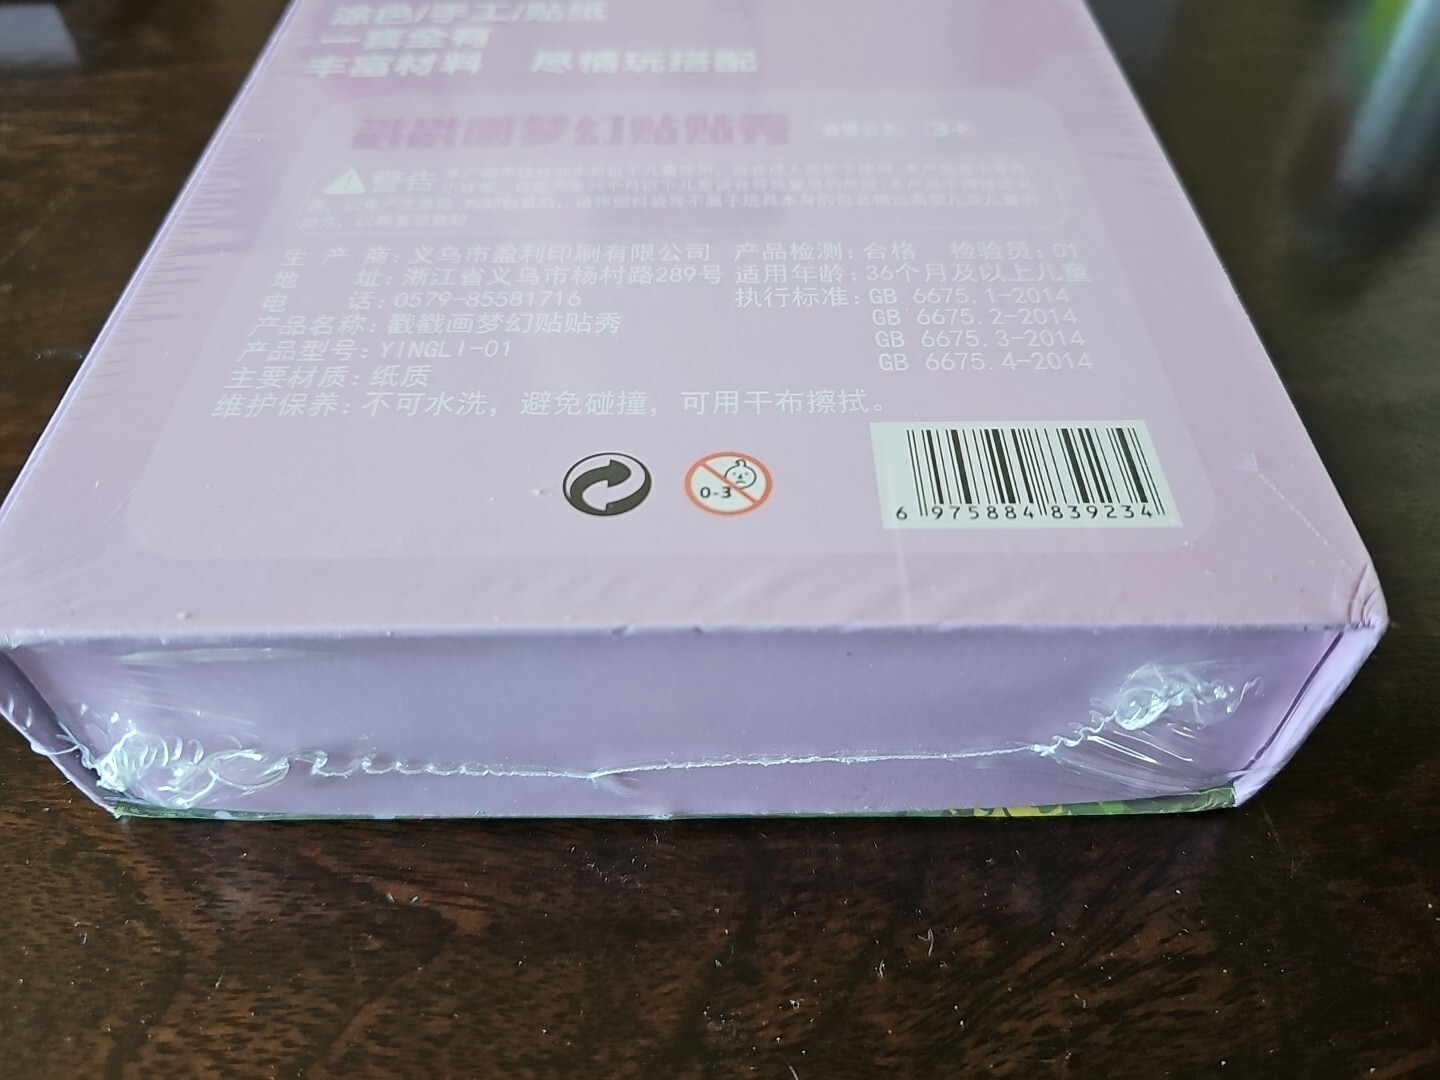 涂色/手工/贴纸
一套全有
丰富材料 尽情玩搭配
戳戳画梦幻贴贴秀 3+
警告
生产商:义乌市盈利印刷有限公司 产品检测:合格 检验员:01
地址:浙江省义乌市杨村路289号 适用年龄:36个月及以上儿童
电话:0579-85581716 执行标准:GB 6675.1-2014
产品名称:戳戳画梦幻贴贴秀 GB 6675.2-2014
产品型号:YINGLI-01 GB 6675.3-2014
主要材质:纸质 GB 6675.4-2014
维护保养:不可水洗，避免碰撞，可用干布擦拭。
0-3
6 975884 839234